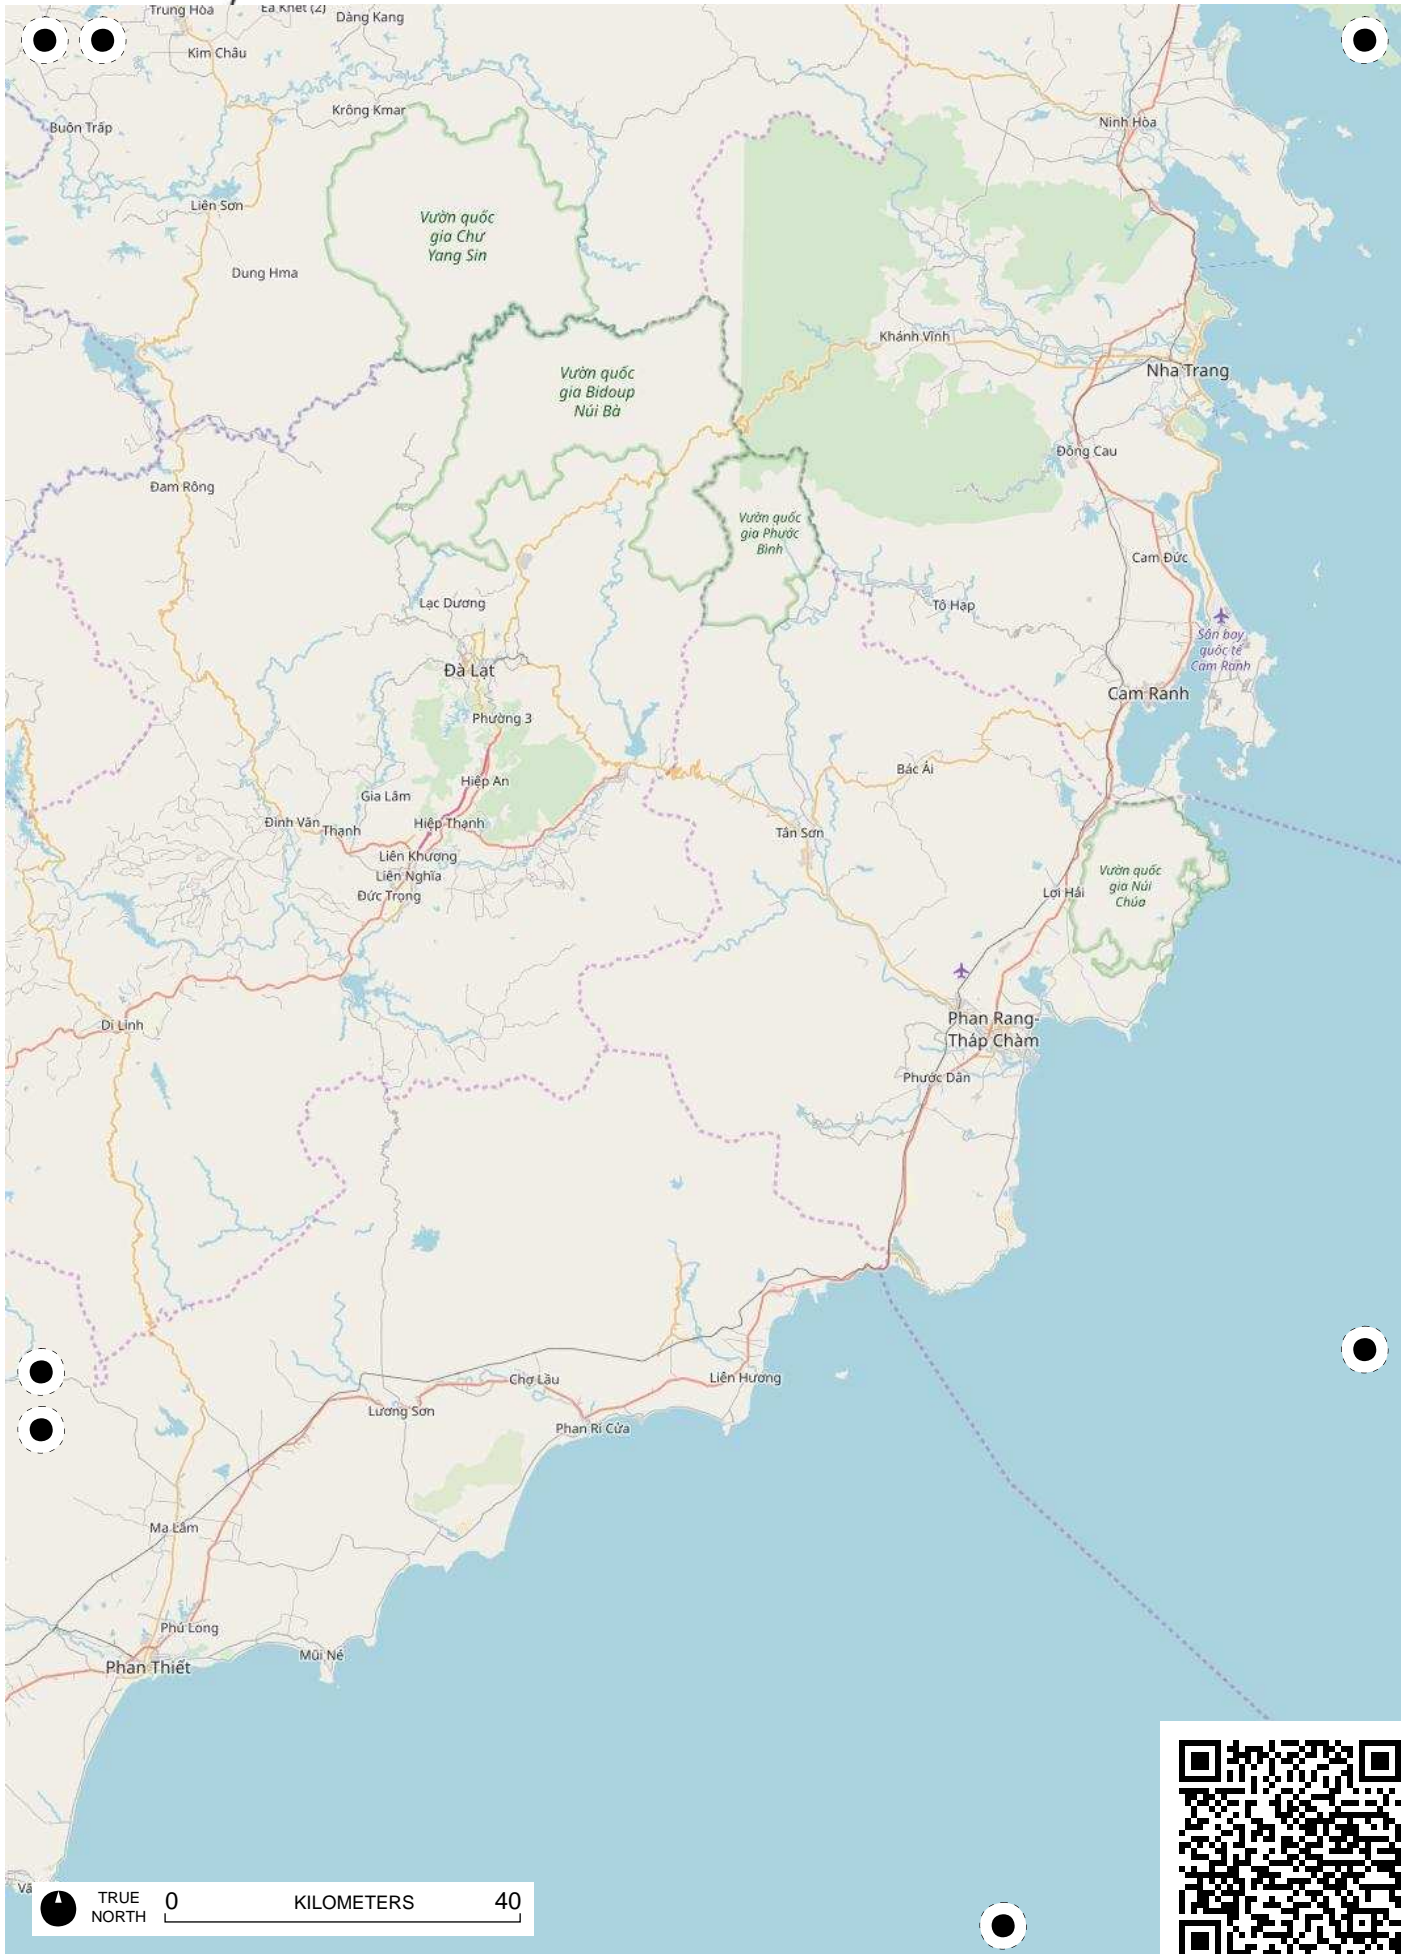 Trung Hòa
Ea Knet (2)
Dàng Kang
Kim Châu
Krông Kmar
Buôn Trấp
Ninh Hòa
Liên Sơn
Vườn quốc
gia Chư
Yang Sin
Dung Hma
Khánh Vĩnh
Nha Trang
Vườn quốc
gia Bidoup
Núi Bà
Đồng Cau
Đam Rông
Vườn quốc
gia Phước
Bình
Cam Đức
Lạc Dương
Tô Hạp
Sân bay
quốc tế
Cam Ranh
Đà Lạt
Cam Ranh
Phường 3
Bác Ái
Hiệp An
Gia Lâm
Đinh Văn
Thạnh
Hiệp Thạnh
Tân Sơn
Liên Khương
Liên Nghĩa
Đức Trọng
Vườn quốc
gia Núi
Chúa
Lợi Hải
Di Linh
Phan Rang-
Tháp Chàm
Phước Dân
Chợ Lầu
Liên Hương
Lương Sơn
Phan Rí Cửa
Ma Lâm
Phú Long
Mũi Né
Phan Thiết
TRUE
NORTH
0 KILOMETERS 40